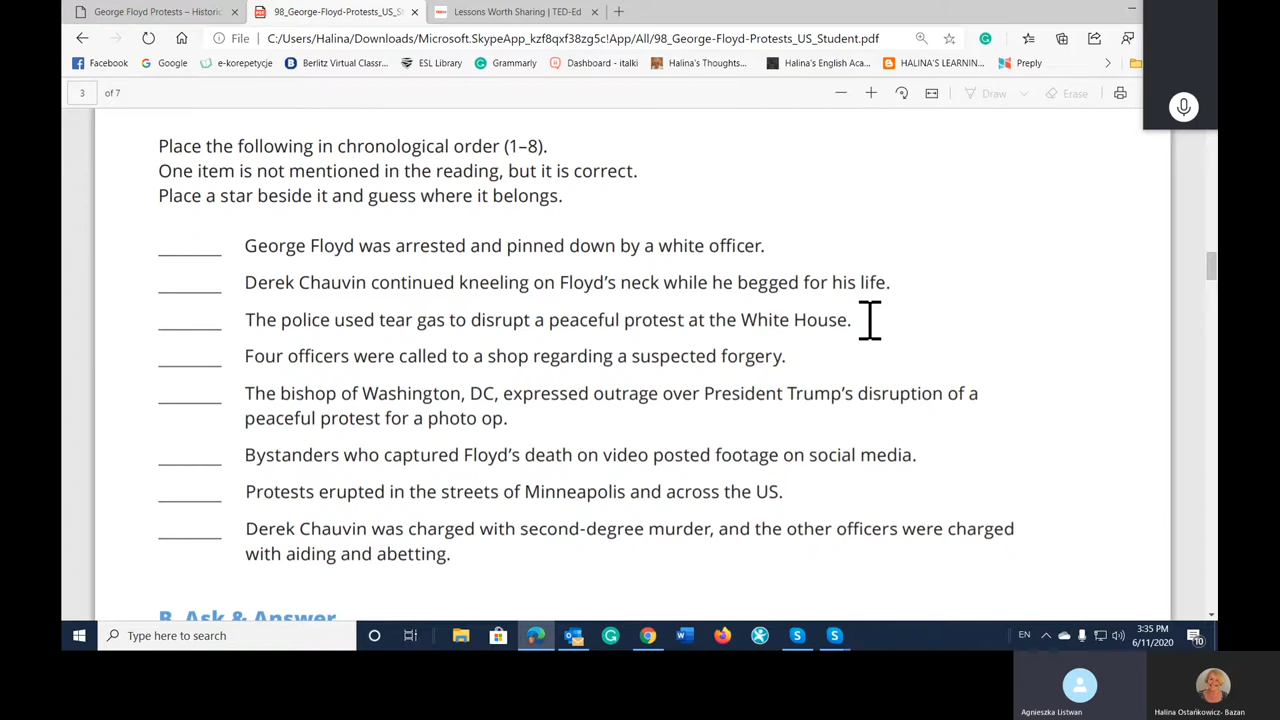 George Floyd Protests – Historic
98_George-Floyd-Protests_US_St
Lessons Worth Sharing | TED-Ed
File
C:/Users/Halina/Downloads/Microsoft.SkypeApp_kzf8qxf38zg5c!App/All/98_George-Floyd-Protests_US_Student.pdf
Facebook
Google
e-korepetycje
Berlitz Virtual Classr...
ESL Library
Grammarly
Dashboard - italki
Halina's Thoughts...
Halina's English Aca...
HALINA'S LEARNIN...
Preply
3 of 7
Draw
Erase
Place the following in chronological order (1–8).
One item is not mentioned in the reading, but it is correct.
Place a star beside it and guess where it belongs.
George Floyd was arrested and pinned down by a white officer.
Derek Chauvin continued kneeling on Floyd's neck while he begged for his life.
The police used tear gas to disrupt a peaceful protest at the White House.
Four officers were called to a shop regarding a suspected forgery.
The bishop of Washington, DC, expressed outrage over President Trump's disruption of a
peaceful protest for a photo op.
Bystanders who captured Floyd's death on video posted footage on social media.
Protests erupted in the streets of Minneapolis and across the US.
Derek Chauvin was charged with second-degree murder, and the other officers were charged
with aiding and abetting.
B. Ask & Answer
Type here to search
EN
3:35 PM
6/11/2020
10
Agnieszka Listwan
Halina Ostańkowicz- Bazan